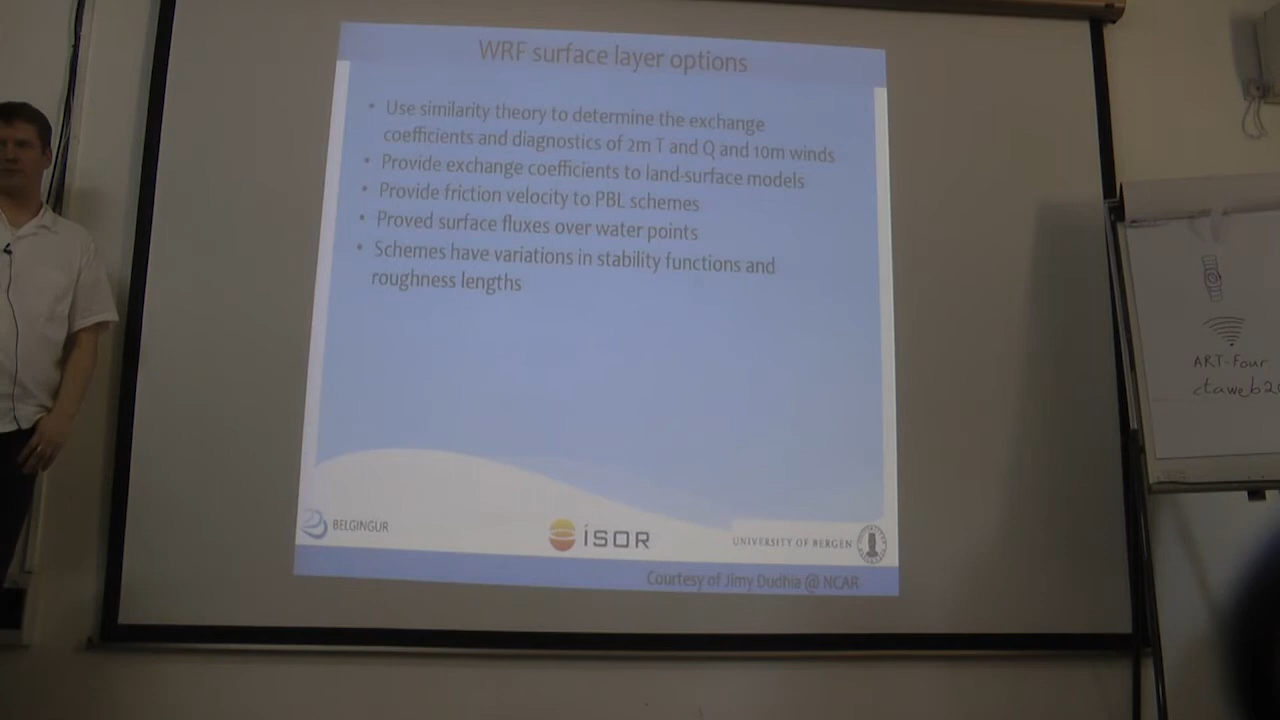 WRF surface layer options
• Use similarity theory to determine the exchange
coefficients and diagnostics of 2m T and Q and 10m winds
• Provide exchange coefficients to land-surface models
• Provide friction velocity to PBL schemes
• Proved surface fluxes over water points
• Schemes have variations in stability functions and
roughness lengths
BELGINGUR
ÍSOR
UNIVERSITY OF BERGEN
Courtesy of Jimy Dudhia @ NCAR
ART-Four
ctaweb2